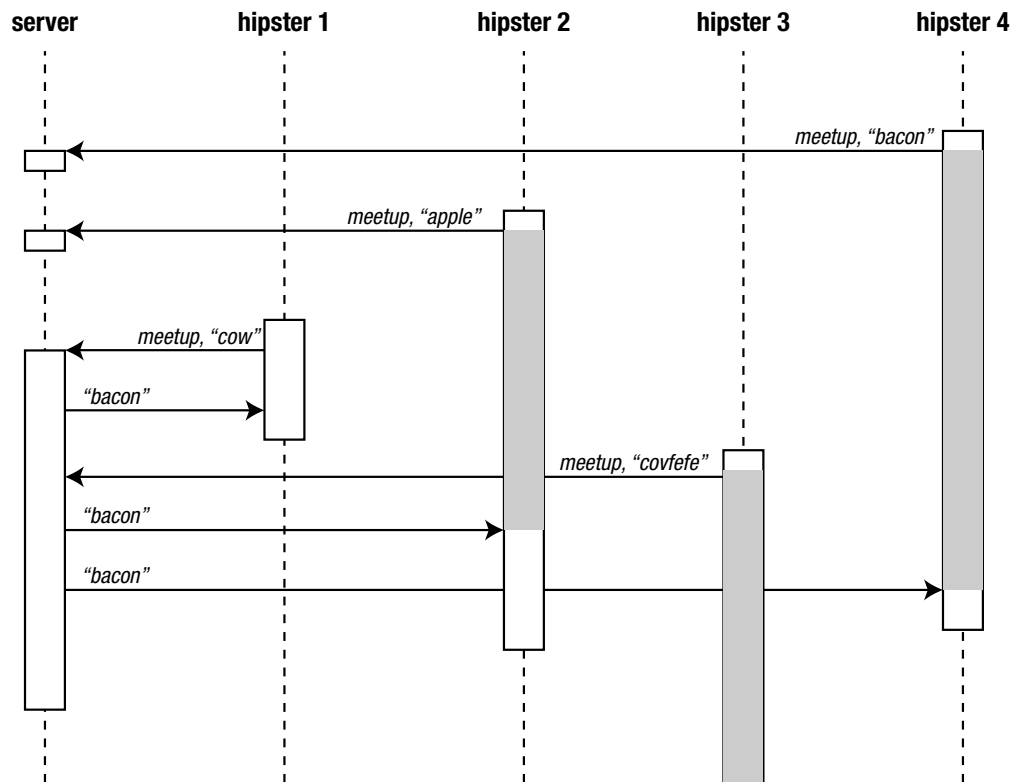 server hipster 1 hipster 2 hipster 3 hipster 4
meetup, “bacon”
meetup, “apple”
meetup, “cow”
“bacon”
meetup, “covfefe”
“bacon”
“bacon”